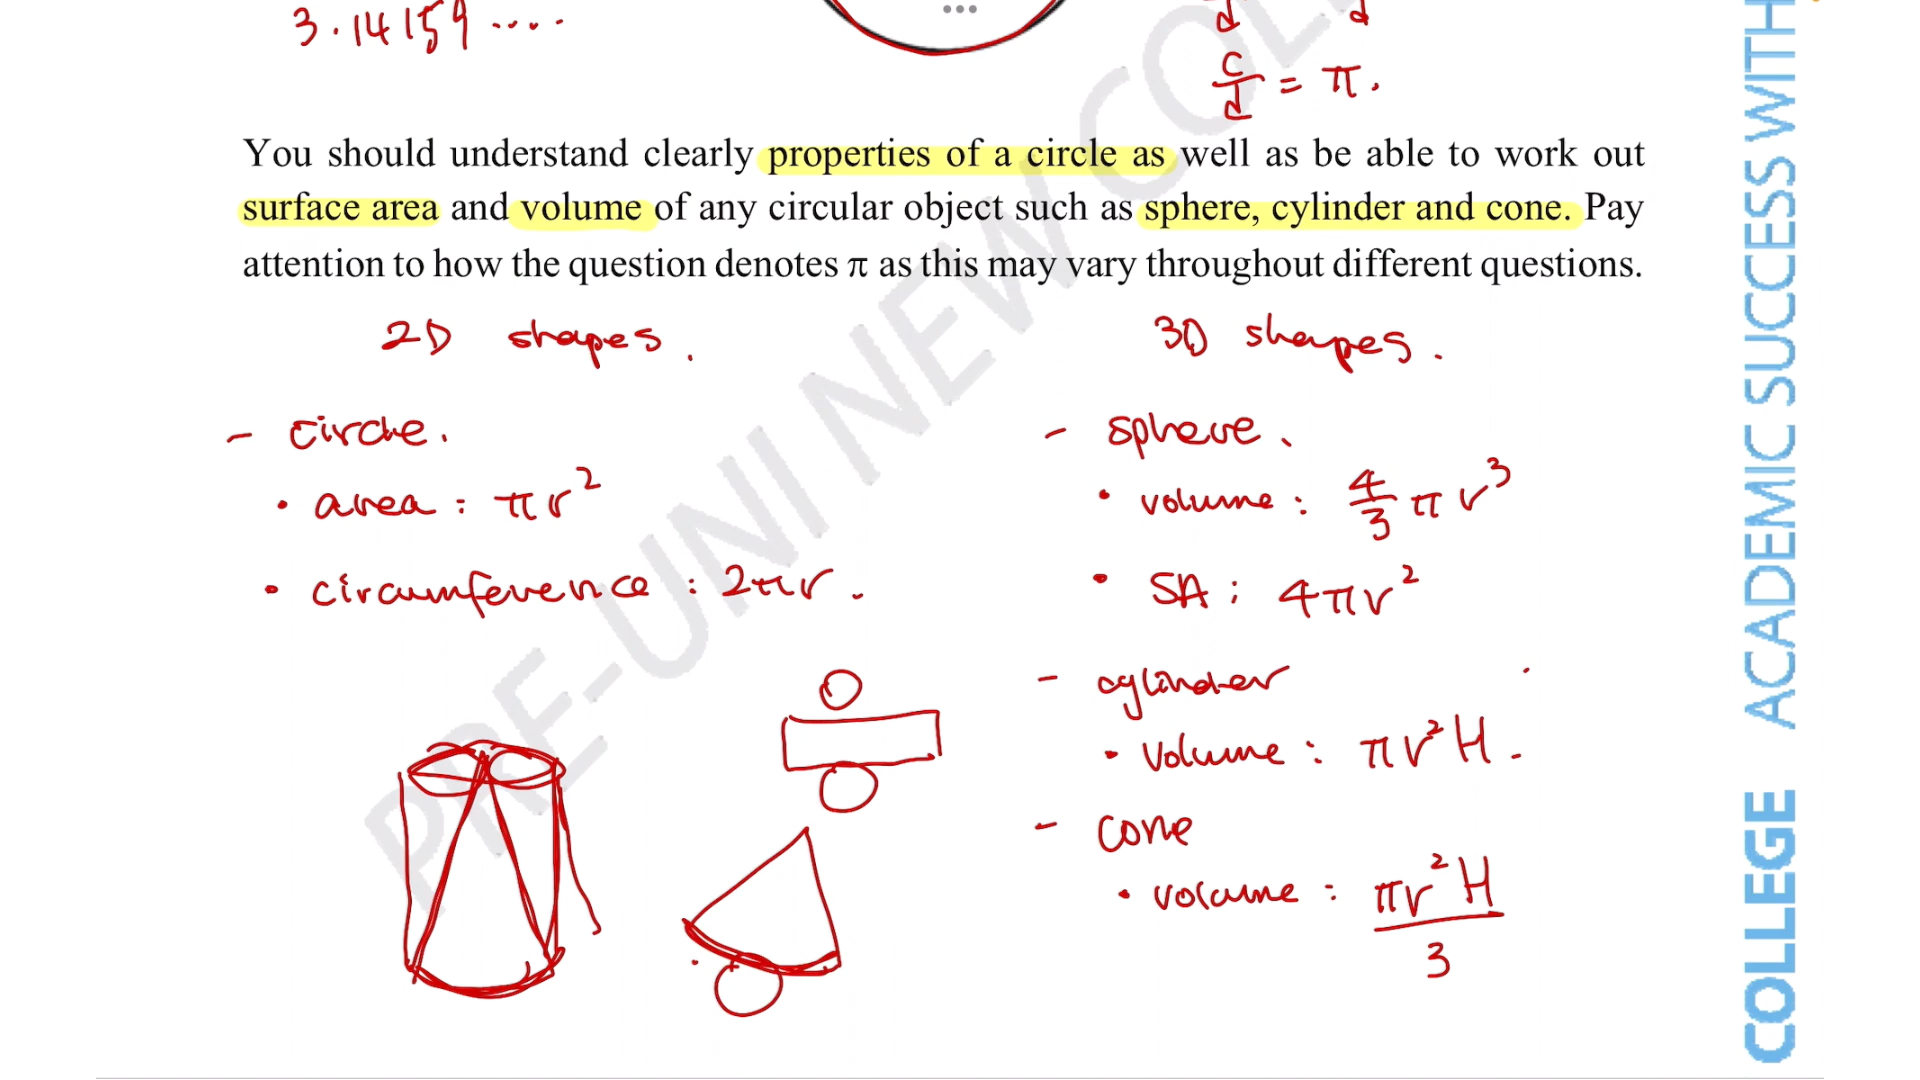 3.14159 .....
c/d = π.
You should understand clearly properties of a circle as well as be able to work out
surface area and volume of any circular object such as sphere, cylinder and cone. Pay
attention to how the question denotes π as this may vary throughout different questions.
2D shapes.
- circle.
• area : πr²
• circumference : 2πr.
3D shapes.
- sphere.
• volume : 4/3 πr³
• SA : 4πr²
- cylinder
• volume : πr²H.
- cone
• volume : πr²H/3
PRE-UNI NEW COL
COLLEGE ACADEMIC SUCCESS WITH